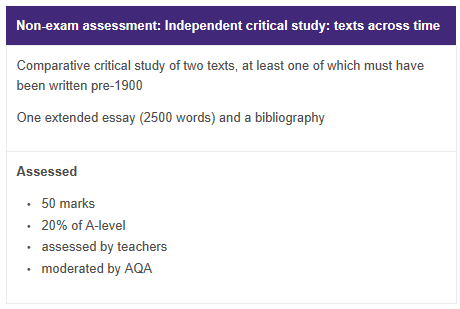 Non-exam assessment: Independent critical study: texts across time
Comparative critical study of two texts, at least one of which must have
been written pre-1900
One extended essay (2500 words) and a bibliography
Assessed
• 50 marks
• 20% of A-level
• assessed by teachers
• moderated by AQA